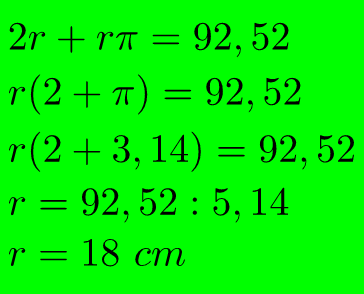 2r + rπ = 92, 52
r(2 + π) = 92, 52
r(2 + 3, 14) = 92, 52
r = 92, 52 : 5, 14
r = 18 cm